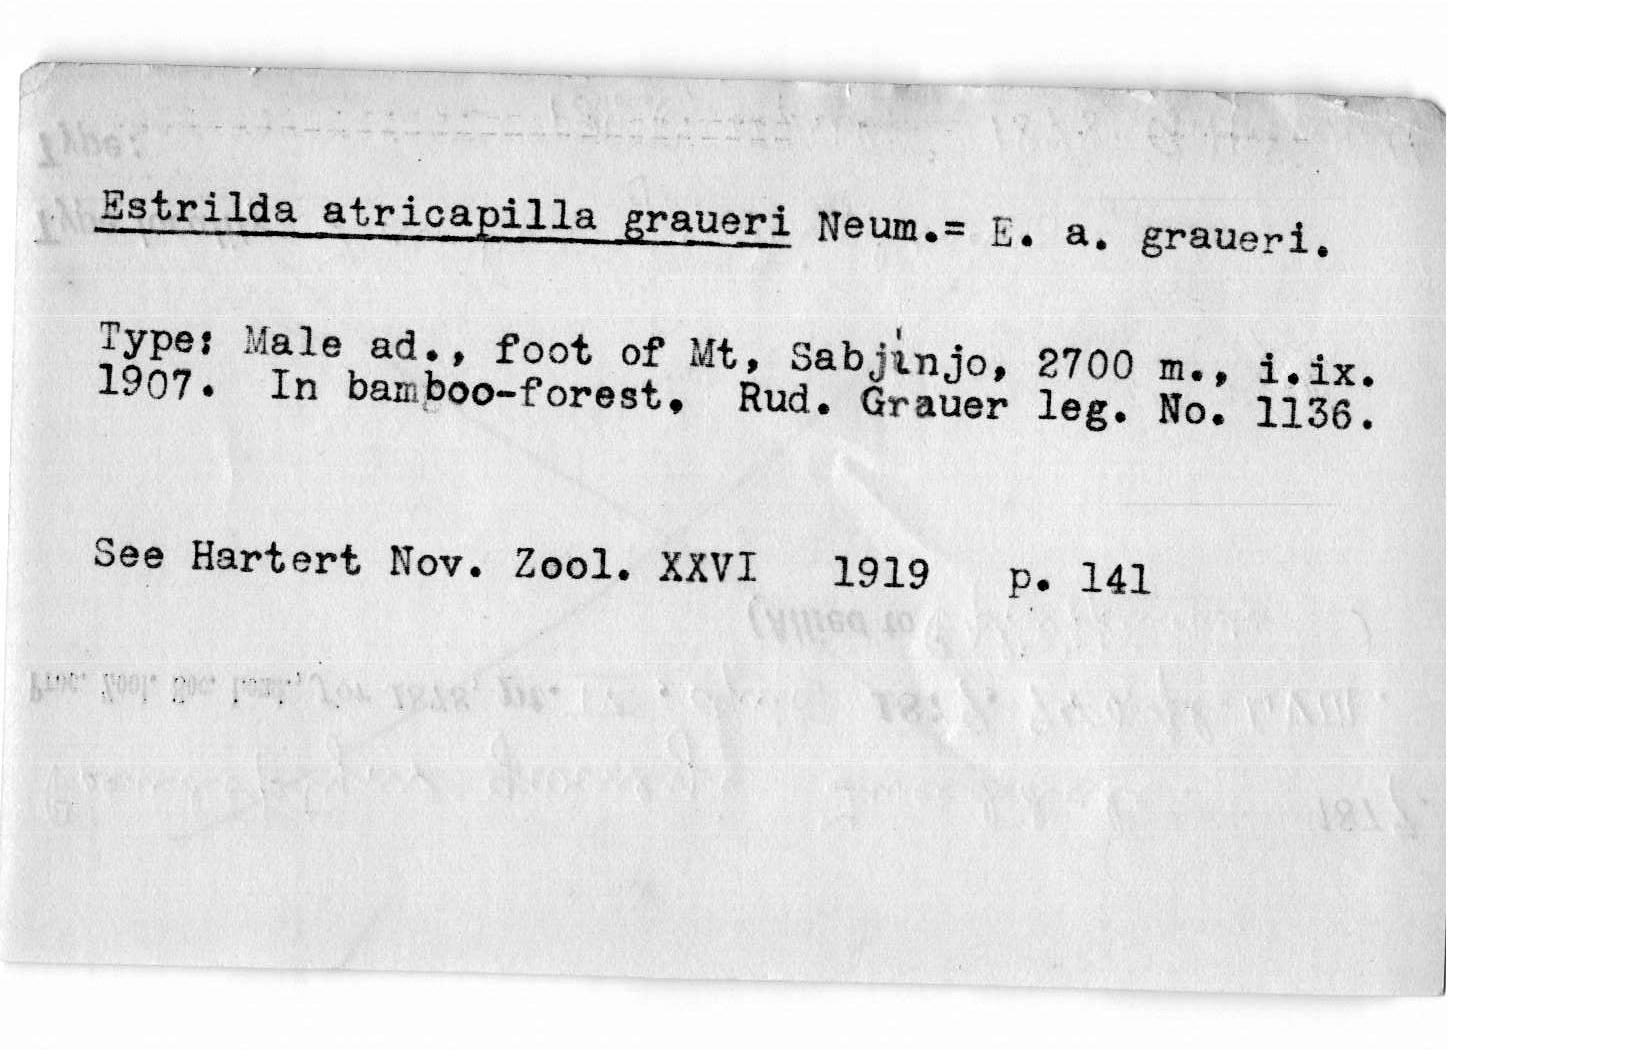 Estrilda atricapilla graueri Neum.= E. a. graueri.
Type: Male ad., foot of Mt, Sabjinjo, 2700 m., i.ix.
1907. In bamboo-forest. Rud. Grauer leg. No. 1136.
See Hartert Nov. Zool. XXVI 1919 p. 141